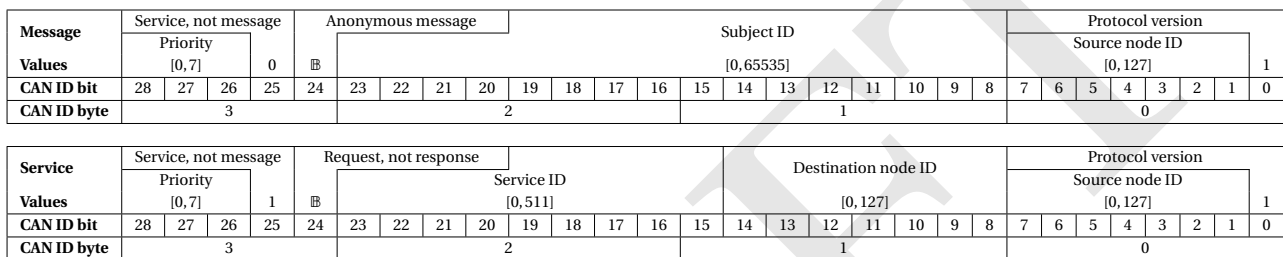 Message Service, not message Anonymous message Subject ID Protocol version
Priority Source node ID
Values [0,7] 0 𝔹 [0,65535] [0,127] 1
CAN ID bit 28 27 26 25 24 23 22 21 20 19 18 17 16 15 14 13 12 11 10 9 8 7 6 5 4 3 2 1 0
CAN ID byte 3 2 1 0
Service Service, not message Request, not response Destination node ID Protocol version
Priority Service ID Source node ID
Values [0,7] 1 𝔹 [0,511] [0,127] [0,127] 1
CAN ID bit 28 27 26 25 24 23 22 21 20 19 18 17 16 15 14 13 12 11 10 9 8 7 6 5 4 3 2 1 0
CAN ID byte 3 2 1 0